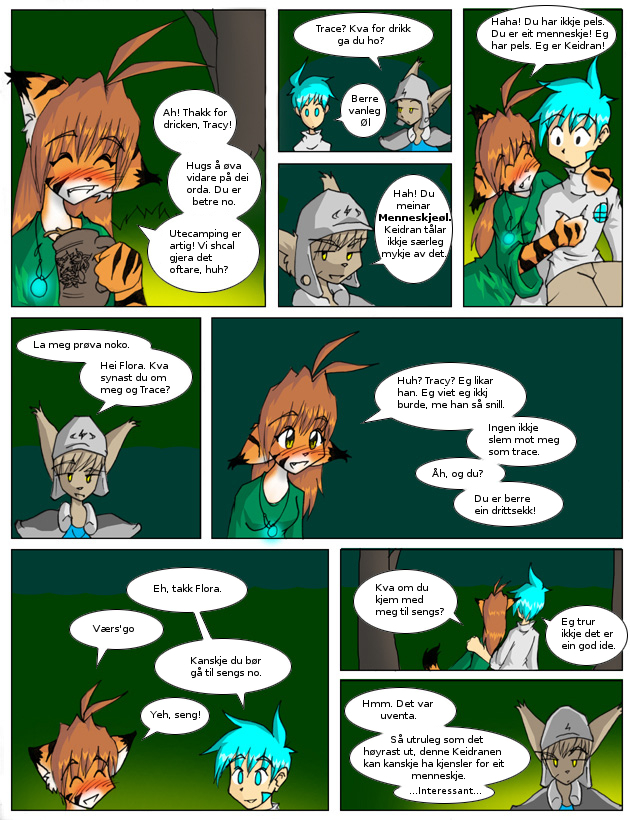 Ah! Thakk for
dricken, Tracy!
Hugs å øva
vidare på dei
orda. Du er
betre no.
Utecamping er
artig! Vi shcal
gjera det
oftare, huh?
Trace? Kva for drikk
ga du ho?
Berre
vanleg
Øl
Hah! Du
meinar
Menneskjeøl.
Keidran tålar
ikkje særleg
mykje av det.
Haha! Du har ikkje pels.
Du er eit menneskje! Eg
har pels. Eg er Keidran!
La meg prøva noko.
Hei Flora. Kva
synast du om
meg og Trace?
Huh? Tracy? Eg likar
han. Eg viet eg ikkj
burde, me han så snill.
Ingen ikkje
slem mot meg
som trace.
Åh, og du?
Du er berre
ein drittsekk!
Eh, takk Flora.
Værs'go
Kanskje du bør
gå til sengs no.
Yeh, seng!
Kva om du
kjem med
meg til sengs?
Eg trur
ikkje det er
ein god ide.
Hmm. Det var
uventa.
Så utruleg som det
høyrast ut, denne Keidranen
kan kanskje ha kjensler for eit
menneskje.
...Interessant...